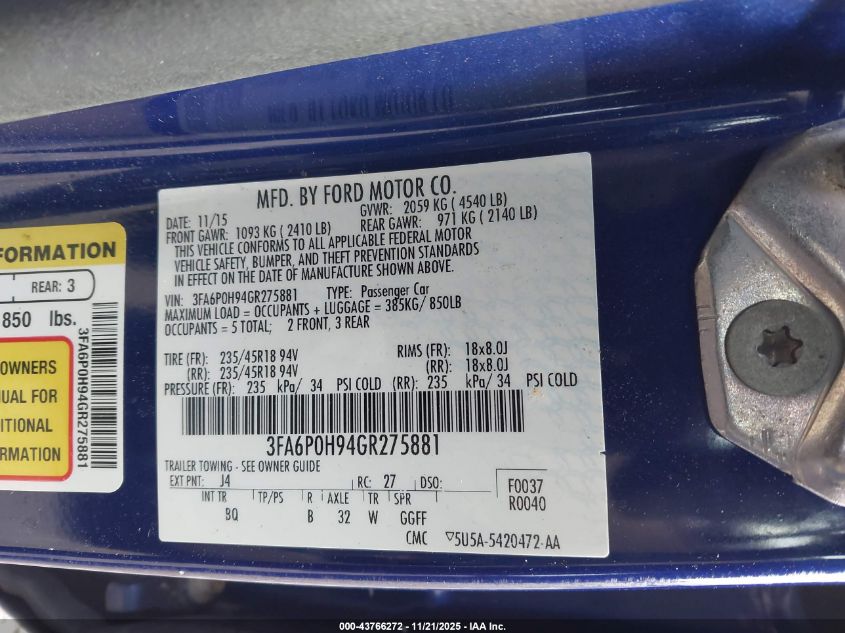 MFD. BY FORD MOTOR CO.
DATE: 11/15 GVWR: 2059 KG ( 4540 LB)
FRONT GAWR: 1093 KG ( 2410 LB) REAR GAWR: 971 KG ( 2140 LB)
THIS VEHICLE CONFORMS TO ALL APPLICABLE FEDERAL MOTOR
VEHICLE SAFETY, BUMPER, AND THEFT PREVENTION STANDARDS
IN EFFECT ON THE DATE OF MANUFACTURE SHOWN ABOVE.
VIN: 3FA6P0H94GR275881 TYPE: Passenger Car
MAXIMUM LOAD = OCCUPANTS + LUGGAGE = 385KG/ 850LB
OCCUPANTS = 5 TOTAL; 2 FRONT, 3 REAR
TIRE (FR): 235/45R18 94V RIMS (FR): 18x8.0J
(RR): 235/45R18 94V (RR): 18x8.0J
PRESSURE (FR): 235 kPa/ 34 PSI COLD (RR): 235 kPa/ 34 PSI COLD
3FA6P0H94GR275881
TRAILER TOWING - SEE OWNER GUIDE
EXT PNT: J4 RC: 27 DSO: F0037
R0040
INT TR TP/PS R AXLE TR SPR
BQ B 32 W GGFF
CMC ▽5U5A-5420472-AA
FORMATION
REAR: 3
850 lbs.
OWNERS
UAL FOR
ITIONAL
RMATION
3FA6P0H94GR275881
000-43766272 - 11/21/2025 - IAA Inc.